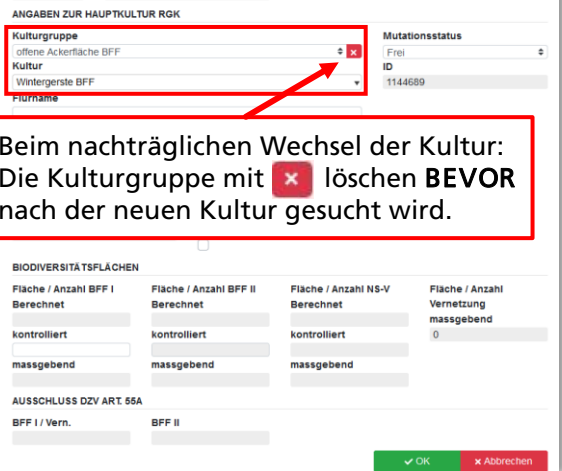 ANGABEN ZUR HAUPTKULTUR RGK
Kulturgruppe Mutationsstatus
offene Ackerfläche BFF Frei
Kultur ID
Wintergerste BFF 1144689
Flurname
Beim nachträglichen Wechsel der Kultur:
Die Kulturgruppe mit × löschen BEVOR
nach der neuen Kultur gesucht wird.
BIODIVERSITÄTSFLÄCHEN
Fläche / Anzahl BFF I Fläche / Anzahl BFF II Fläche / Anzahl NS-V Fläche / Anzahl
Berechnet Berechnet Berechnet Vernetzung
massgebend
kontrolliert kontrolliert kontrolliert 0
massgebend massgebend massgebend
AUSSCHLUSS DZV ART. 55A
BFF I / Vern. BFF II
✓ OK × Abbrechen